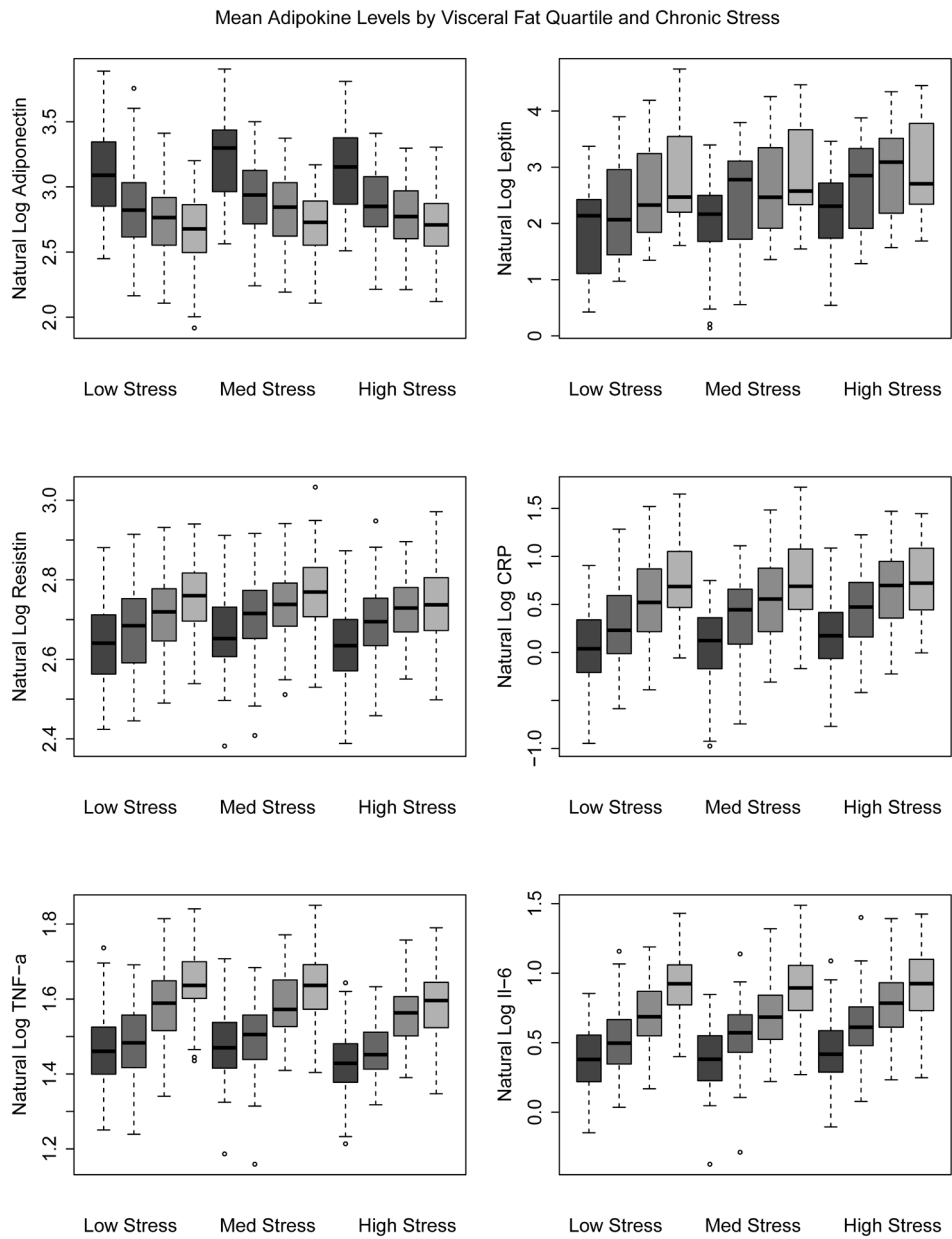 Mean Adipokine Levels by Visceral Fat Quartile and Chronic Stress
Natural Log Adiponectin
3.5
3.0
2.5
2.0
Low Stress Med Stress High Stress
Natural Log Leptin
4
3
2
1
0
Low Stress Med Stress High Stress
Natural Log Resistin
3.0
2.8
2.6
2.4
Low Stress Med Stress High Stress
Natural Log CRP
1.5
1.0
0.5
0.0
−1.0
Low Stress Med Stress High Stress
Natural Log TNF−a
1.8
1.6
1.4
1.2
Low Stress Med Stress High Stress
Natural Log Il−6
1.5
1.0
0.5
0.0
Low Stress Med Stress High Stress